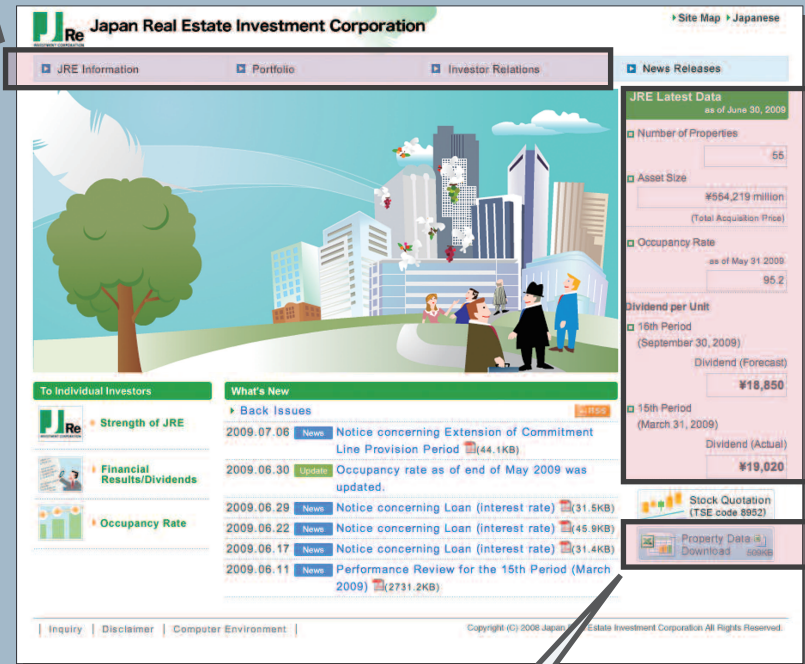 JRe Japan Real Estate Investment Corporation
Site Map Japanese
INVESTMENT CORPORATION
JRE Information Portfolio Investor Relations News Releases
JRE Latest Data
as of June 30, 2009
Number of Properties
55
Asset Size
¥554,219 million
(Total Acquisition Price)
Occupancy Rate
as of May 31 2009
95.2
Dividend per Unit
16th Period
(September 30, 2009)
Dividend (Forecast)
¥18,850
15th Period
(March 31, 2009)
Dividend (Actual)
¥19,020
Stock Quotation
(TSE code 8952)
Property Data
Download 509KB
To Individual Investors
JRe
Strength of JRE
Financial
Results/Dividends
Occupancy Rate
What's New
Back Issues RSS
2009.07.06 News Notice concerning Extension of Commitment
Line Provision Period (44.1KB)
2009.06.30 Update Occupancy rate as of end of May 2009 was
updated.
2009.06.29 News Notice concerning Loan (interest rate) (31.5KB)
2009.06.22 News Notice concerning Loan (interest rate) (45.9KB)
2009.06.17 News Notice concerning Loan (interest rate) (31.4KB)
2009.06.11 News Performance Review for the 15th Period (March
2009) (2731.2KB)
| Inquiry | Disclaimer | Computer Environment |
Copyright (C) 2008 Japan Estate Investment Corporation All Rights Reserved.